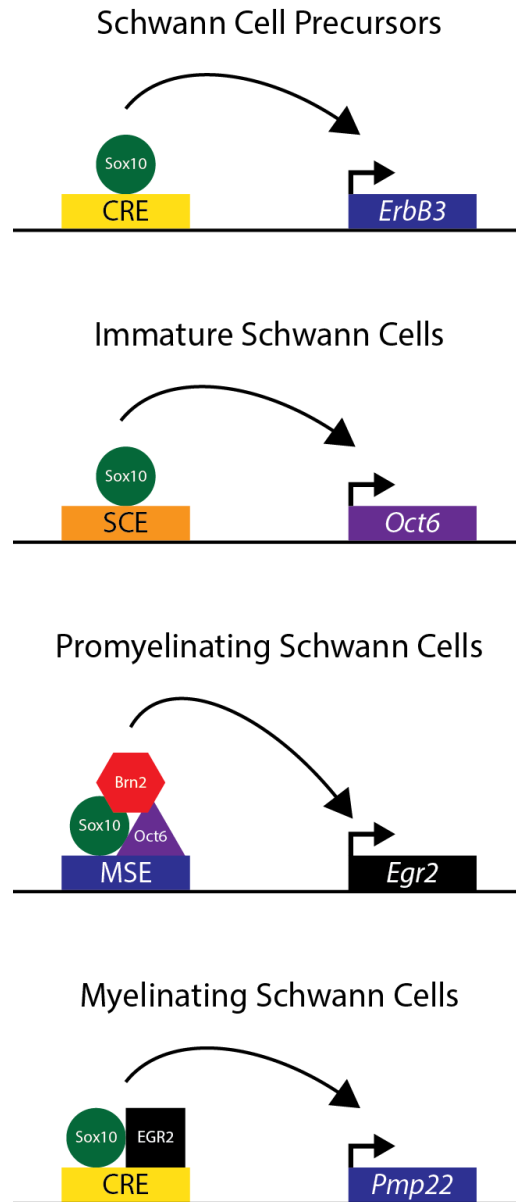 Schwann Cell Precursors
Sox10
CRE
ErbB3
Immature Schwann Cells
Sox10
SCE
Oct6
Promyelinating Schwann Cells
Brn2
Sox10
Oct6
MSE
Egr2
Myelinating Schwann Cells
Sox10
EGR2
CRE
Pmp22